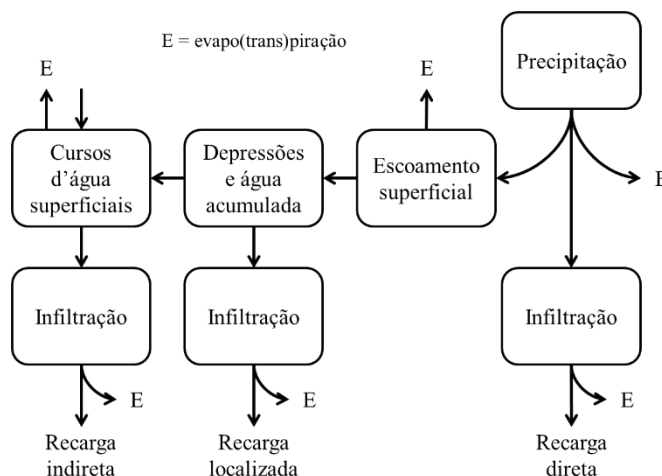 E = evapo(trans)piração
E
E
Precipitação
Cursos
d’água
superficiais
Depressões
e água
acumulada
Escoamento
superficial
E
Infiltração
Infiltração
Infiltração
E
E
E
Recarga
indireta
Recarga
localizada
Recarga
direta